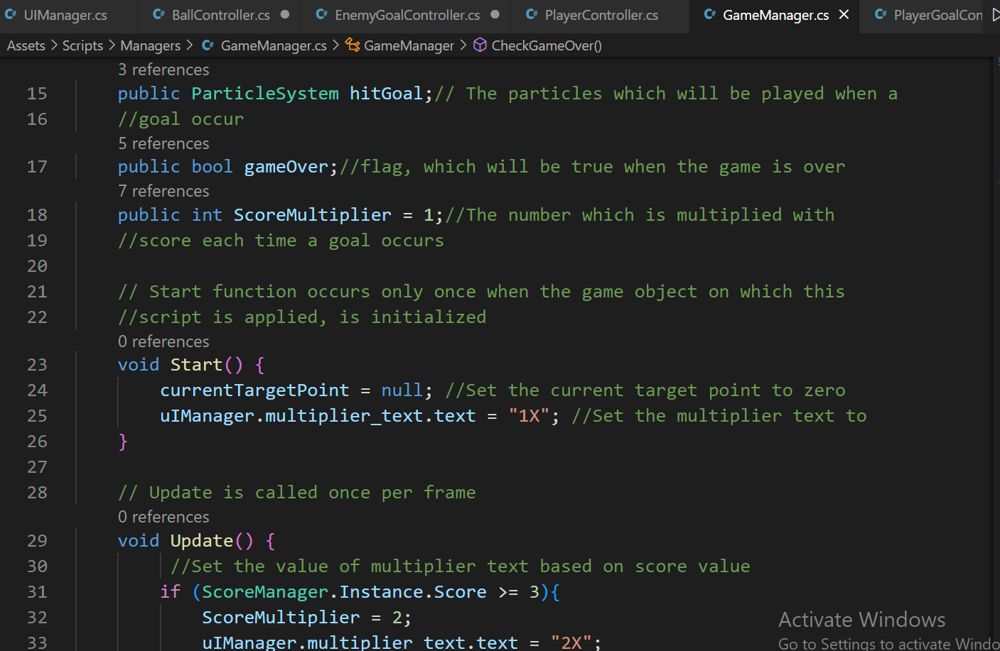 UIManager.cs BallController.cs EnemyGoalController.cs PlayerController.cs GameManager.cs PlayerGoalCon
Assets > Scripts > Managers > GameManager.cs > GameManager > CheckGameOver()
3 references
15 public ParticleSystem hitGoal;// The particles which will be played when a
16 //goal occur
5 references
17 public bool gameOver;//flag, which will be true when the game is over
7 references
18 public int ScoreMultiplier = 1;//The number which is multiplied with
19 //score each time a goal occurs
20
21 // Start function occurs only once when the game object on which this
22 //script is applied, is initialized
0 references
23 void Start() {
24 currentTargetPoint = null; //Set the current target point to zero
25 uIManager.multiplier_text.text = "1X"; //Set the multiplier text to
26 }
27
28 // Update is called once per frame
0 references
29 void Update() {
30 //Set the value of multiplier text based on score value
31 if (ScoreManager.Instance.Score >= 3){
32 ScoreMultiplier = 2;
33 uIManager.multiplier_text.text = "2X";
Activate Windows
Go to Settings to activate Windo